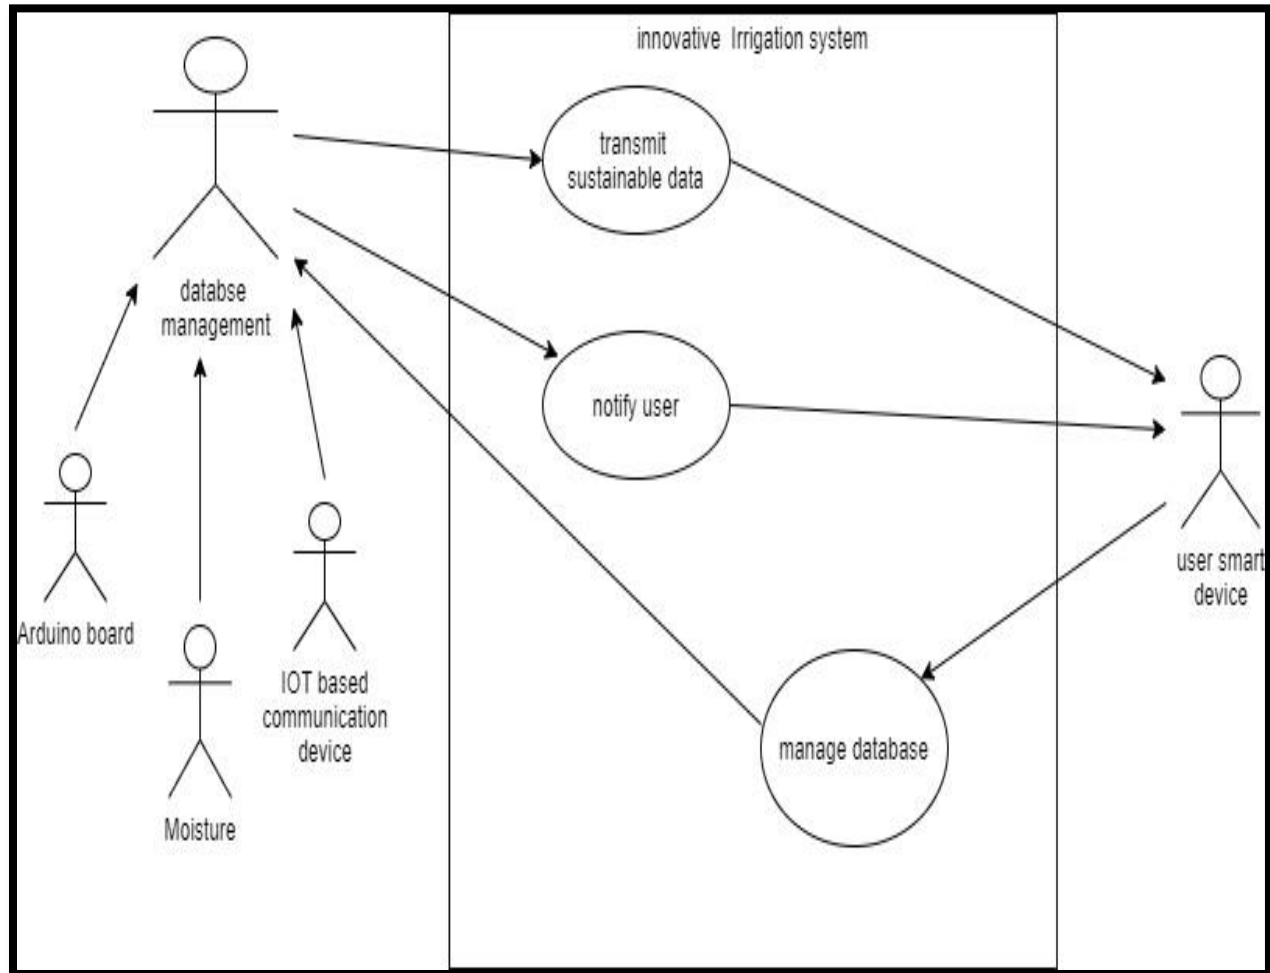 innovative Irrigation system
transmit
sustainable data
databse
management
notify user
user smart
device
Arduino board
IOT based
communication
device
manage database
Moisture